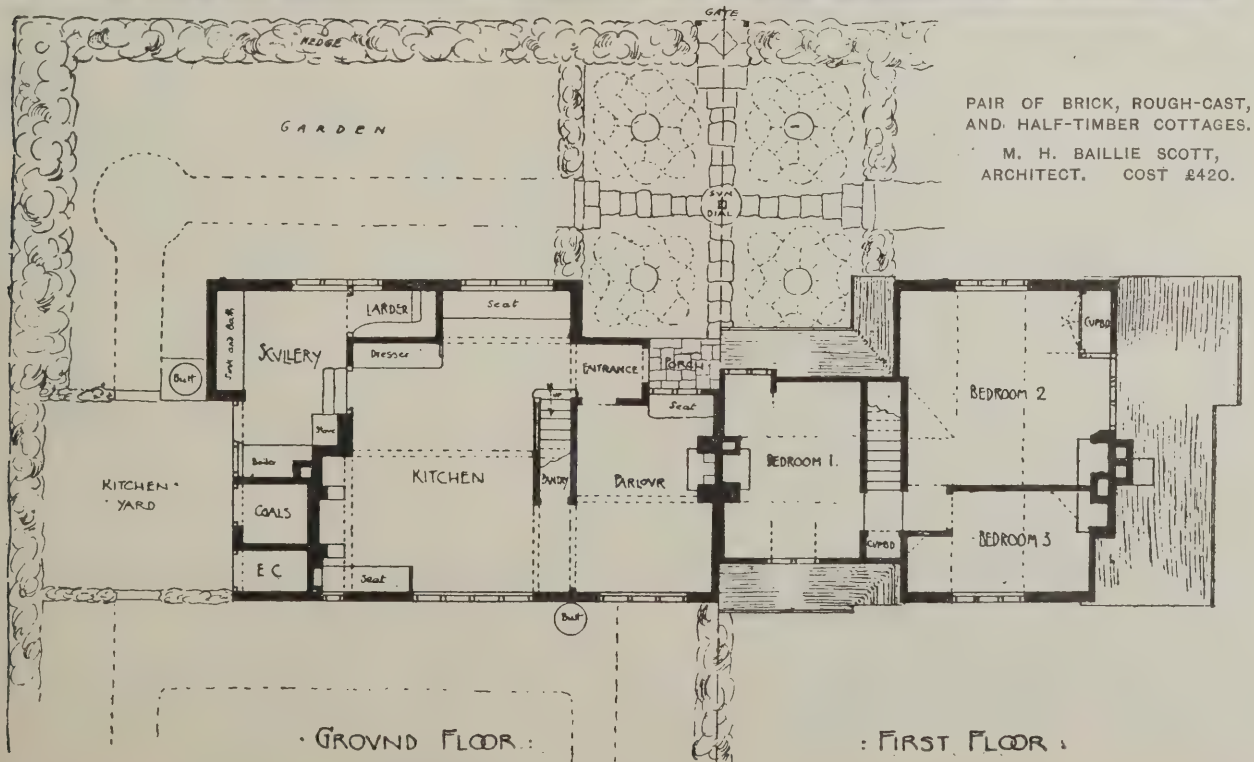 GATE
HEDGE
PAIR OF BRICK, ROUGH-CAST,
AND HALF-TIMBER COTTAGES.
M. H. BAILLIE SCOTT,
ARCHITECT. COST £420.
GARDEN
SVN
DIAL
LARDER
Seat
Sink and Bath
SCULLERY
Dresser
Butt
ENTRANCE
PORCH
Seat
CUPBD
BEDROOM 2
Stove
Boiler
KITCHEN
YARD
COALS
KITCHEN
PANTRY
PARLOVR
BEDROOM 1.
E C
Seat
CUPBD
BEDROOM 3
Butt
· GROVND FLOOR :
: FIRST FLOOR :